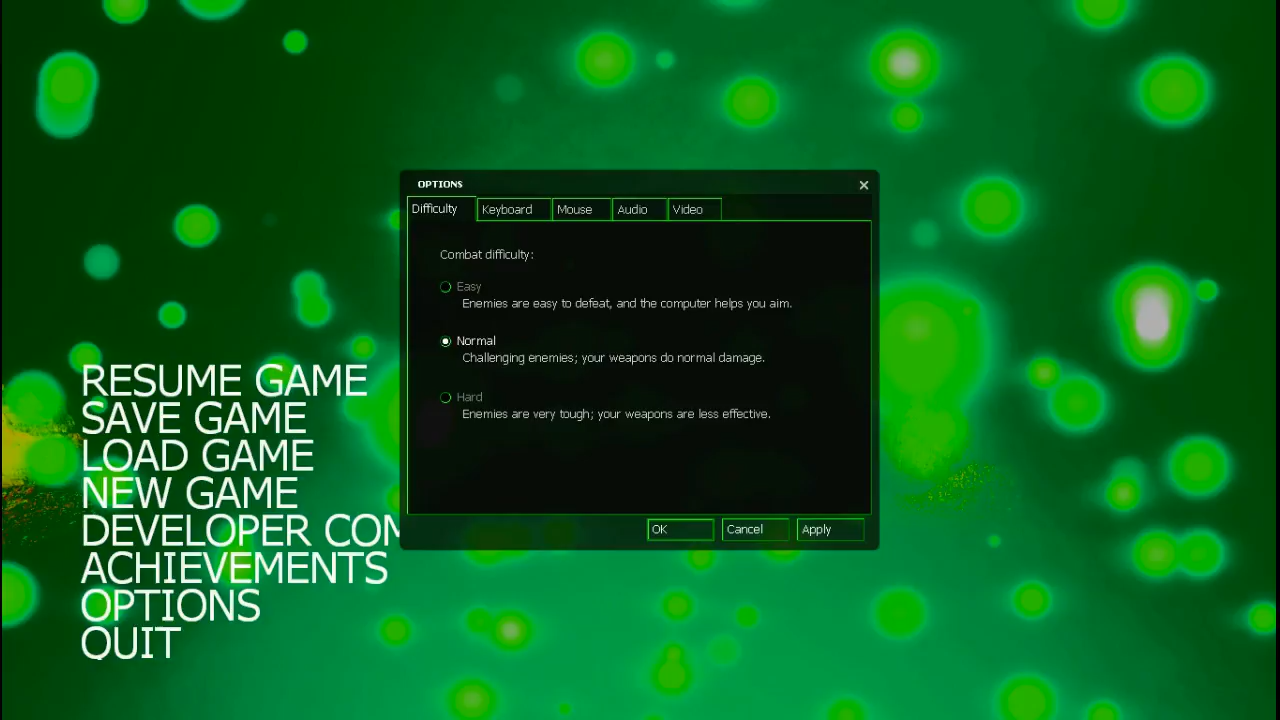 OPTIONS
Difficulty
Keyboard
Mouse
Audio
Video
Combat difficulty:
Easy
Enemies are easy to defeat, and the computer helps you aim.
Normal
Challenging enemies; your weapons do normal damage.
Hard
Enemies are very tough; your weapons are less effective.
OK
Cancel
Apply
RESUME GAME
SAVE GAME
LOAD GAME
NEW GAME
DEVELOPER COM
ACHIEVEMENTS
OPTIONS
QUIT